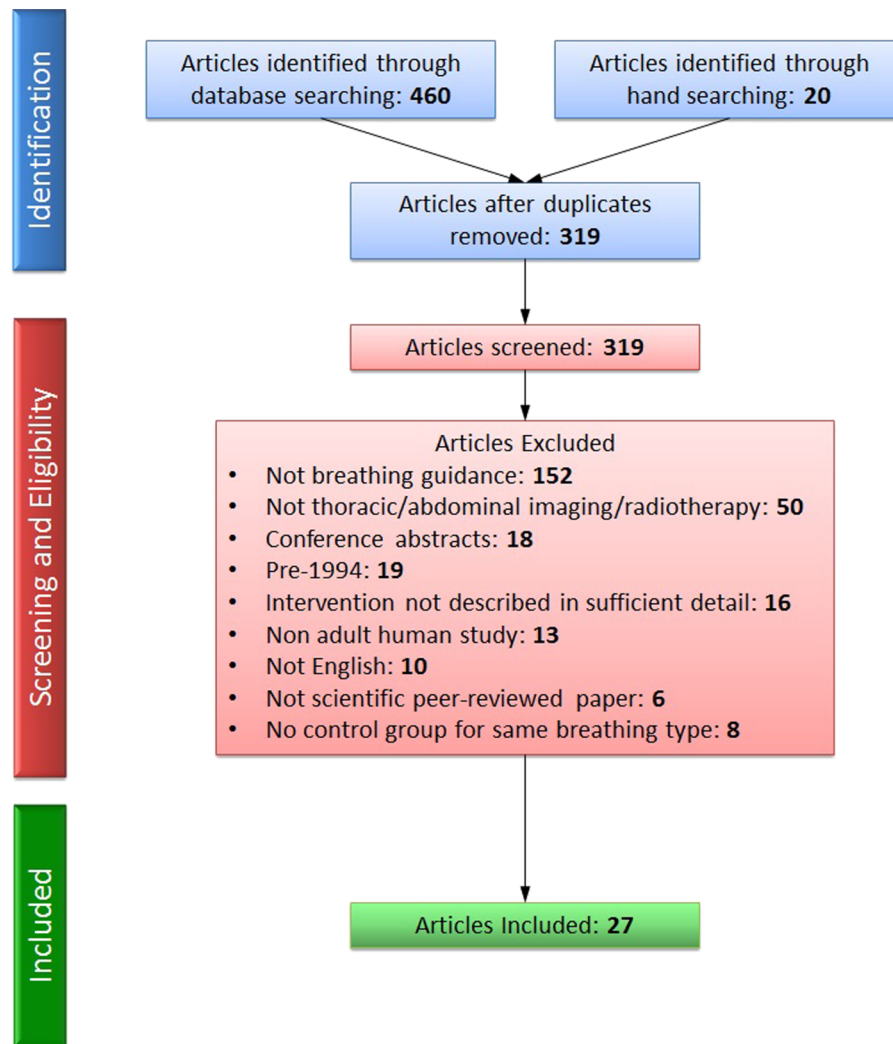 Identification
Articles identified through
database searching: 460
Articles identified through
hand searching: 20
Articles after duplicates
removed: 319
Screening and Eligibility
Articles screened: 319
Articles Excluded
• Not breathing guidance: 152
• Not thoracic/abdominal imaging/radiotherapy: 50
• Conference abstracts: 18
• Pre-1994: 19
• Intervention not described in sufficient detail: 16
• Non adult human study: 13
• Not English: 10
• Not scientific peer-reviewed paper: 6
• No control group for same breathing type: 8
Included
Articles Included: 27